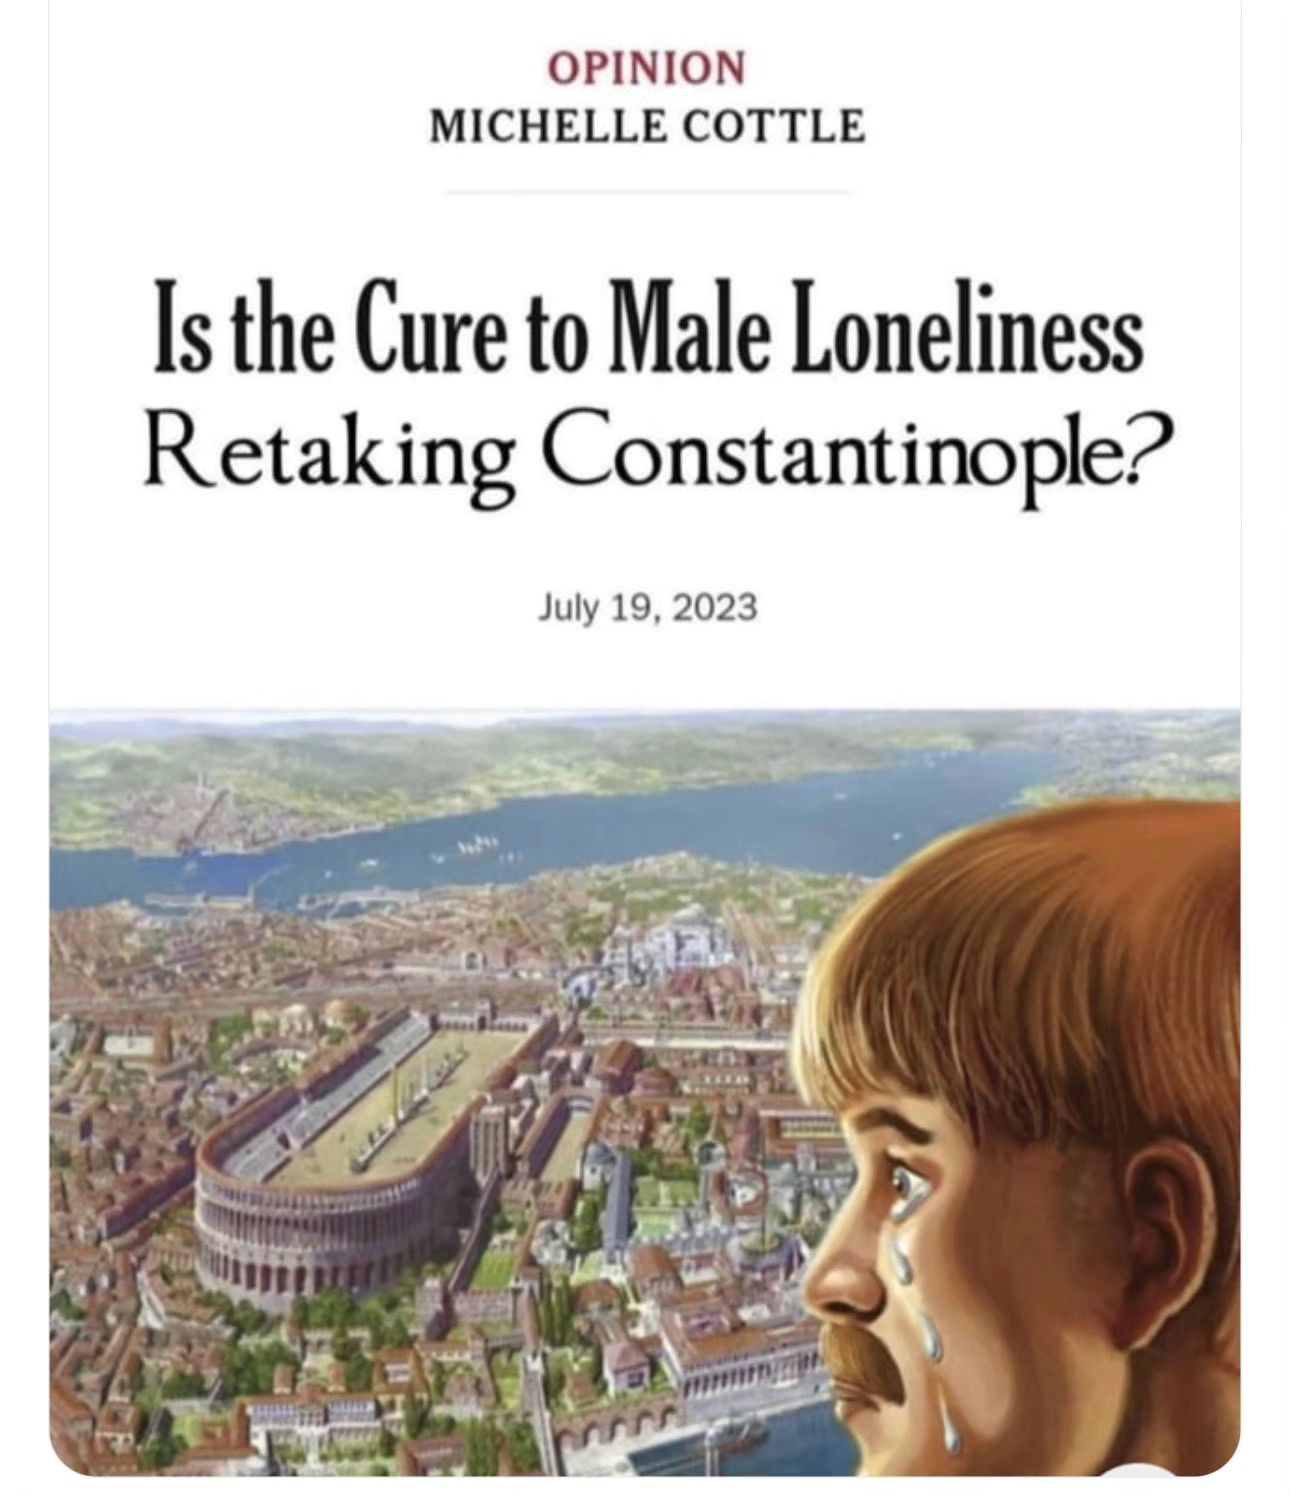 OPINION
MICHELLE COTTLE
Is the Cure to Male Loneliness
Retaking Constantinople?
July 19, 2023